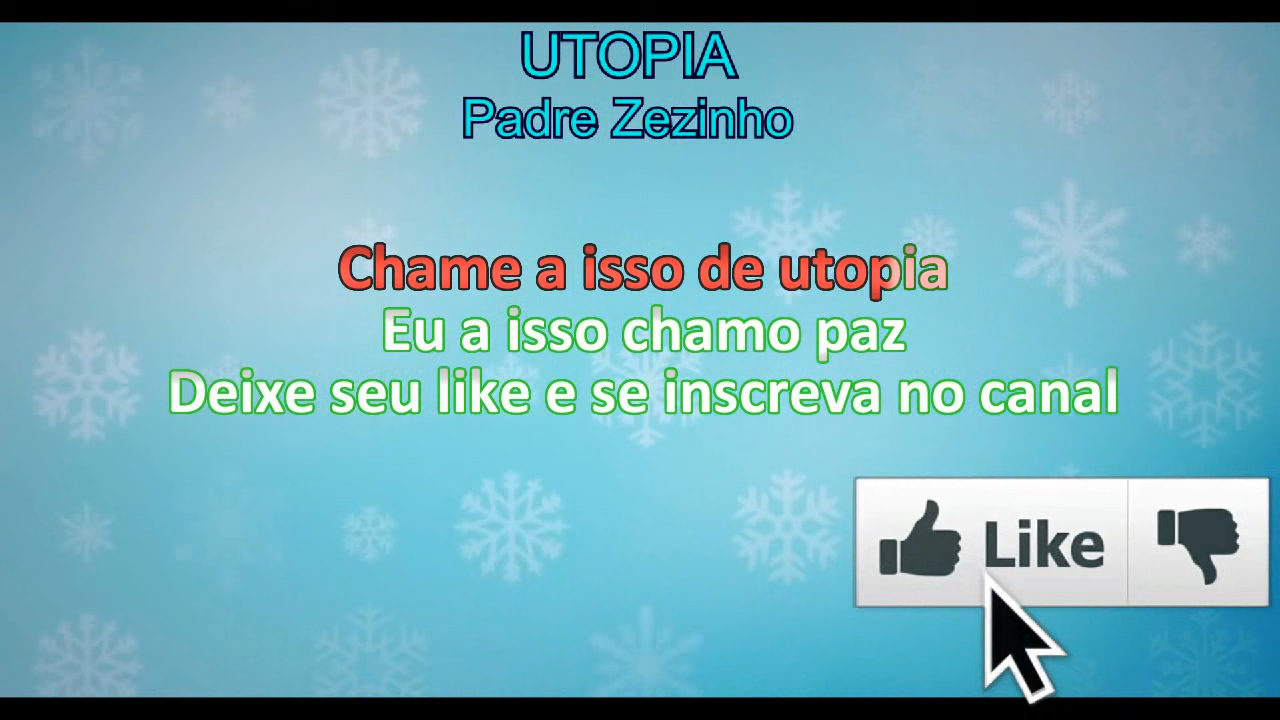 UTOPIA
Padre Zezinho
Chame a isso de utopia
Eu a isso chamo paz
Deixe seu like e se inscreva no canal
Like